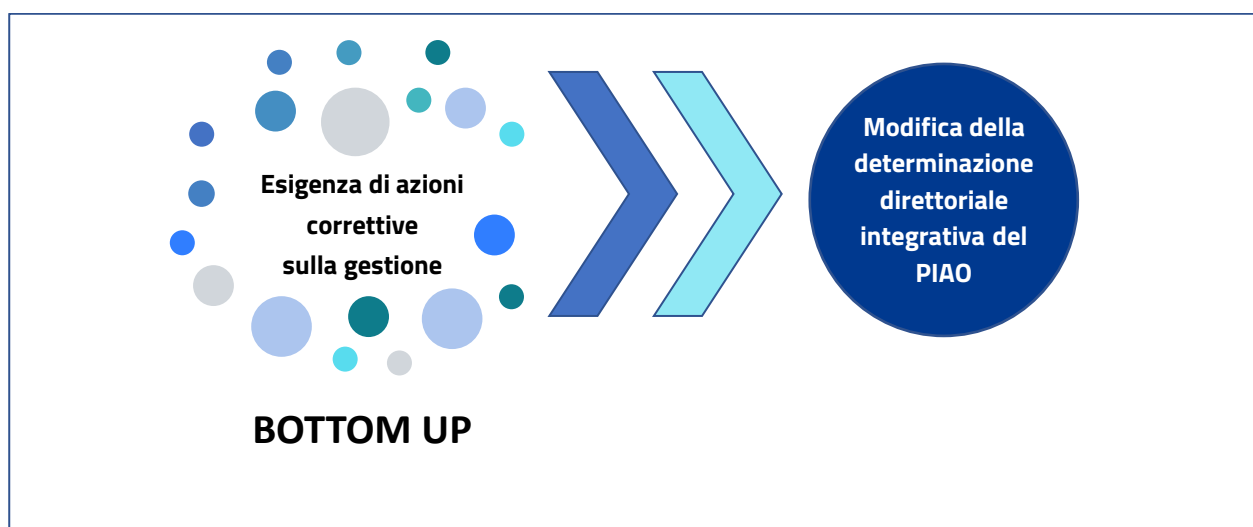 Esigenza di azioni
correttive
sulla gestione
BOTTOM UP
Modifica della
determinazione
direttoriale
integrativa del
PIAO